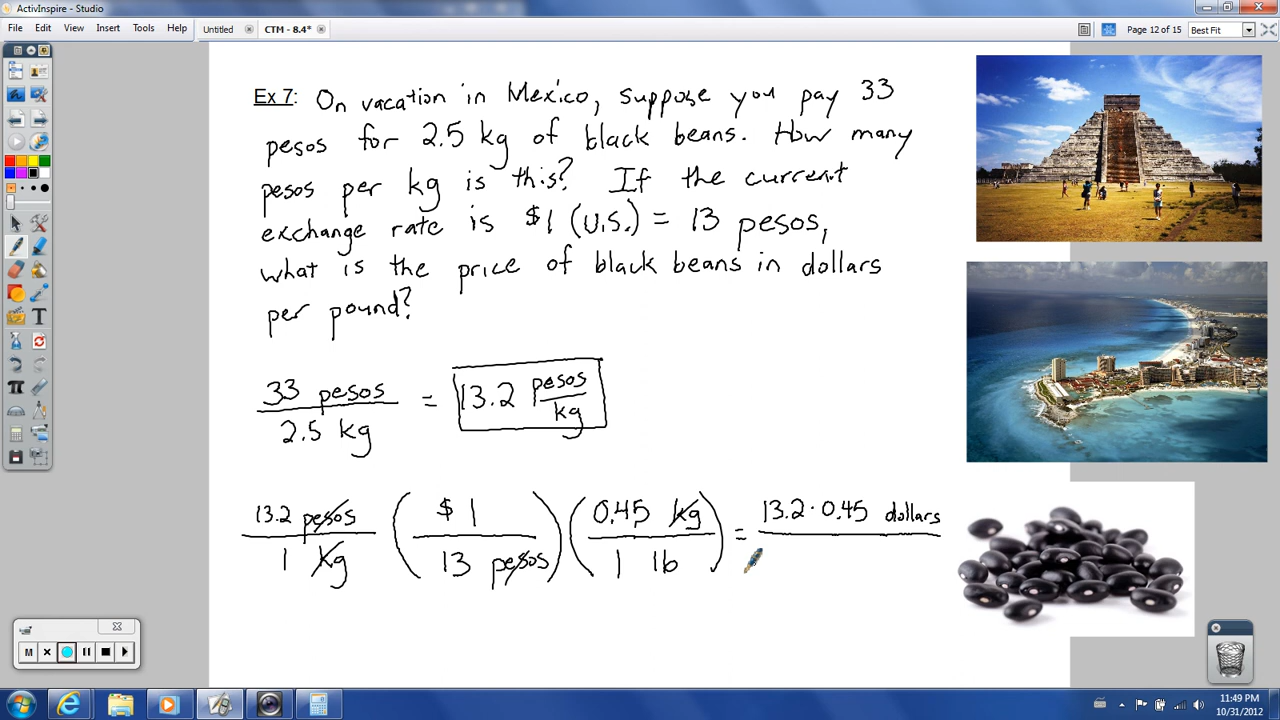 ActivInspire - Studio
File Edit View Insert Tools Help Untitled CTM - 8.4* Page 12 of 15 Best Fit
Ex 7: On vacation in Mexico, suppose you pay 33
pesos for 2.5 kg of black beans. How many
pesos per kg is this? If the current
exchange rate is $1 (U.S.) = 13 pesos,
what is the price of black beans in dollars
per pound?
33 pesos / 2.5 kg = 13.2 pesos/kg
13.2 pesos / 1 kg ( $1 / 13 pesos ) ( 0.45 kg / 1 lb ) = 13.2 · 0.45 dollars
M
11:49 PM
10/31/2012